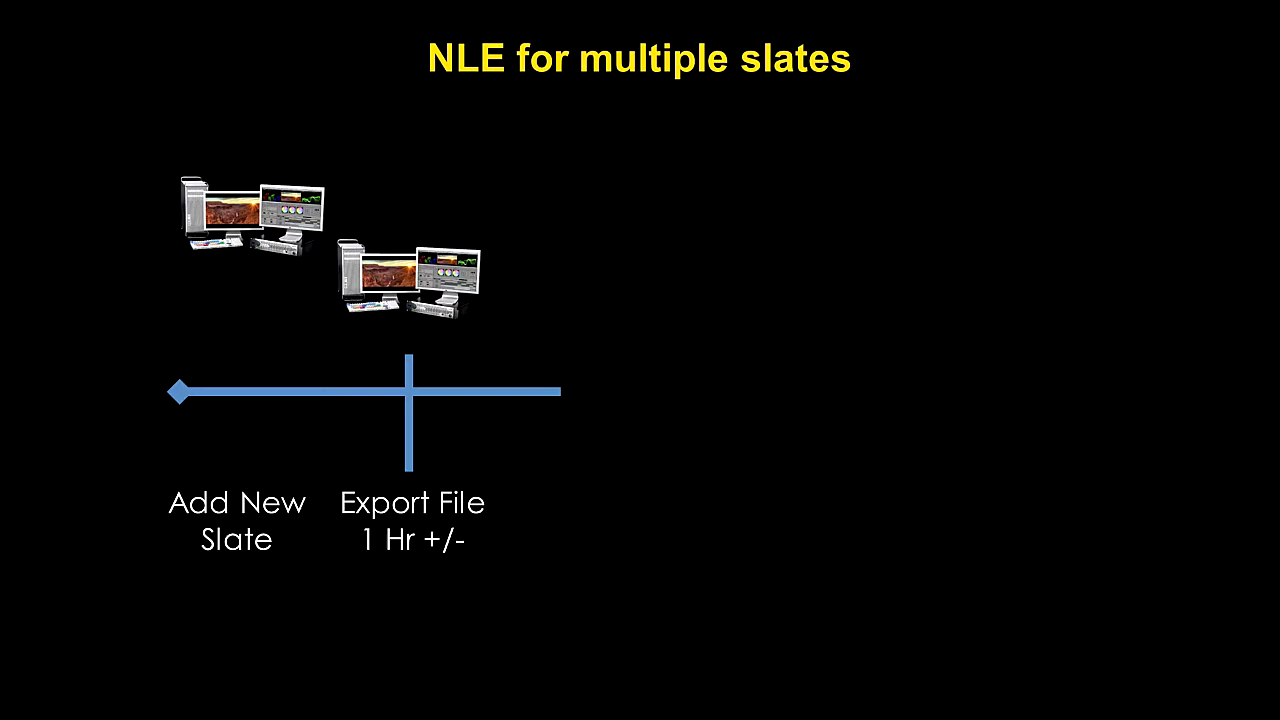 NLE for multiple slates
Add New
Slate
Export File
1 Hr +/-